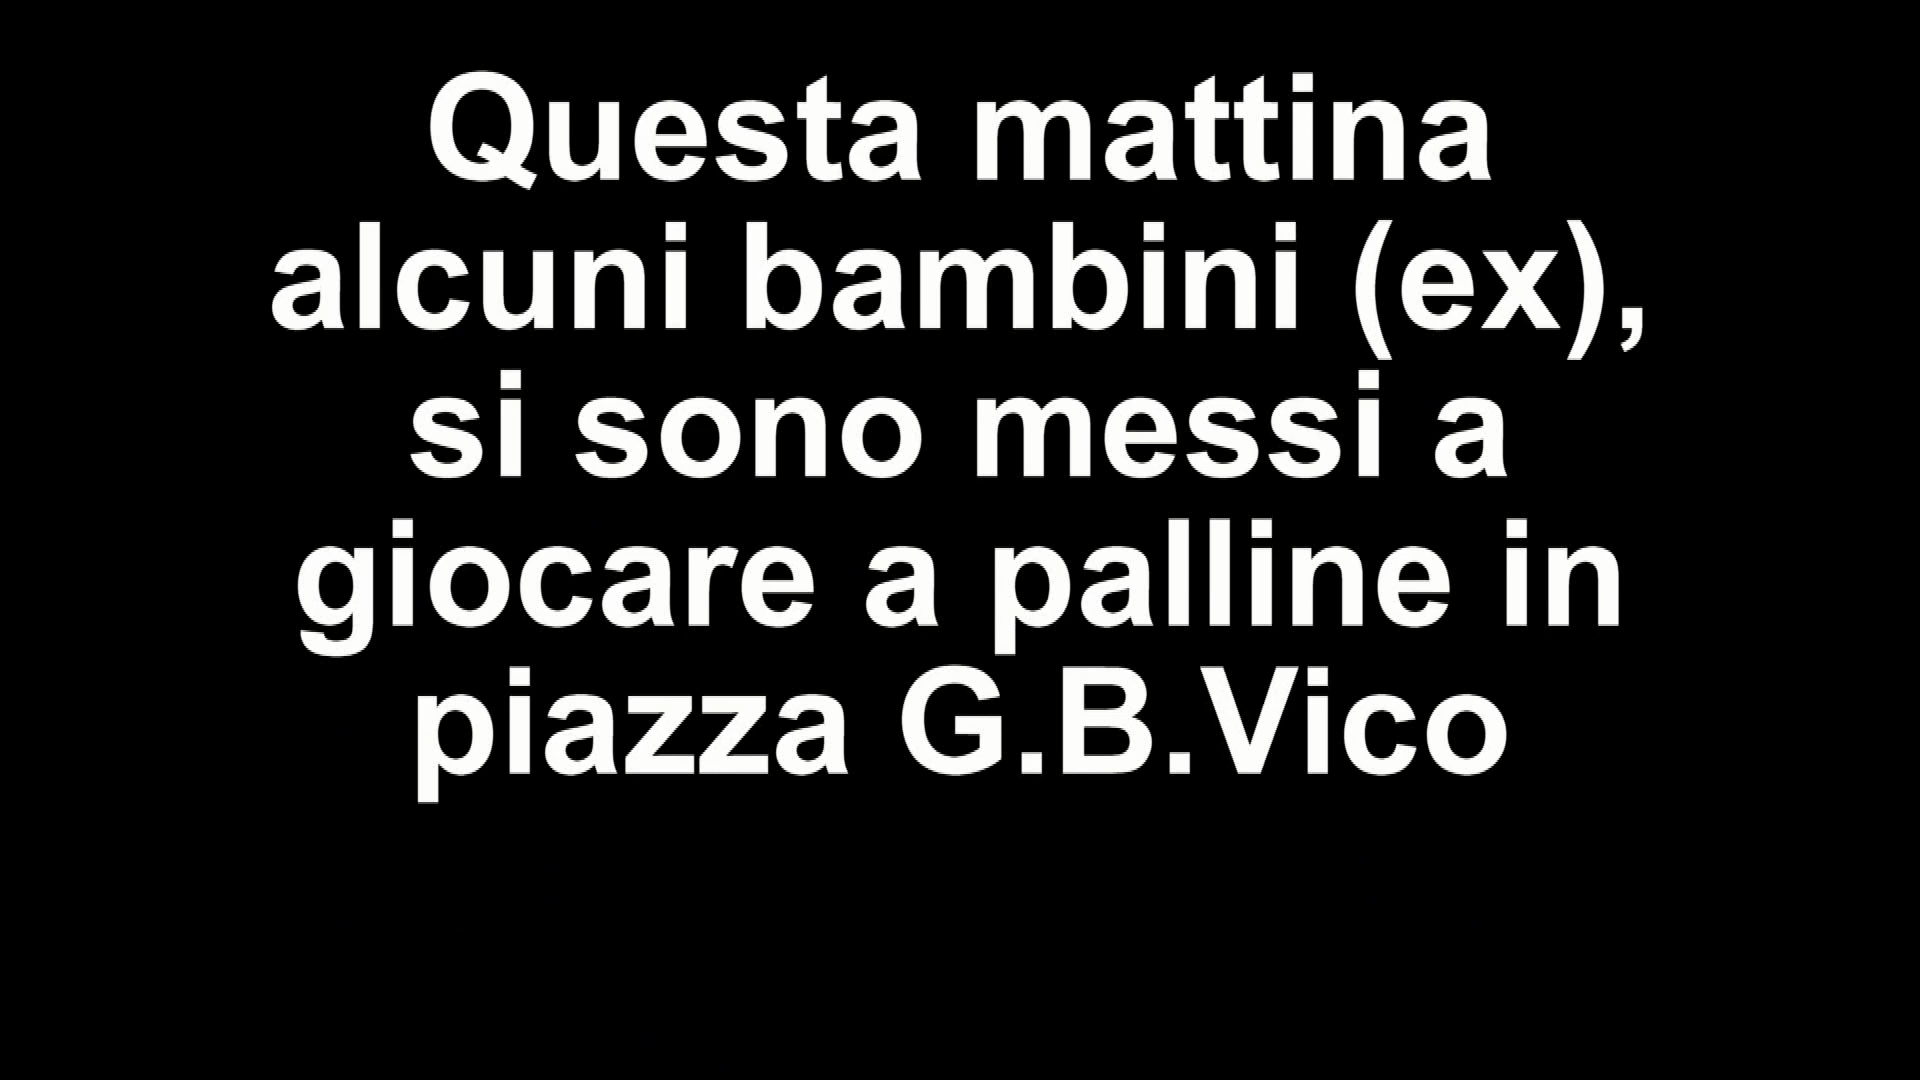 Questa mattina
alcuni bambini (ex),
si sono messi a
giocare a palline in
piazza G.B.Vico